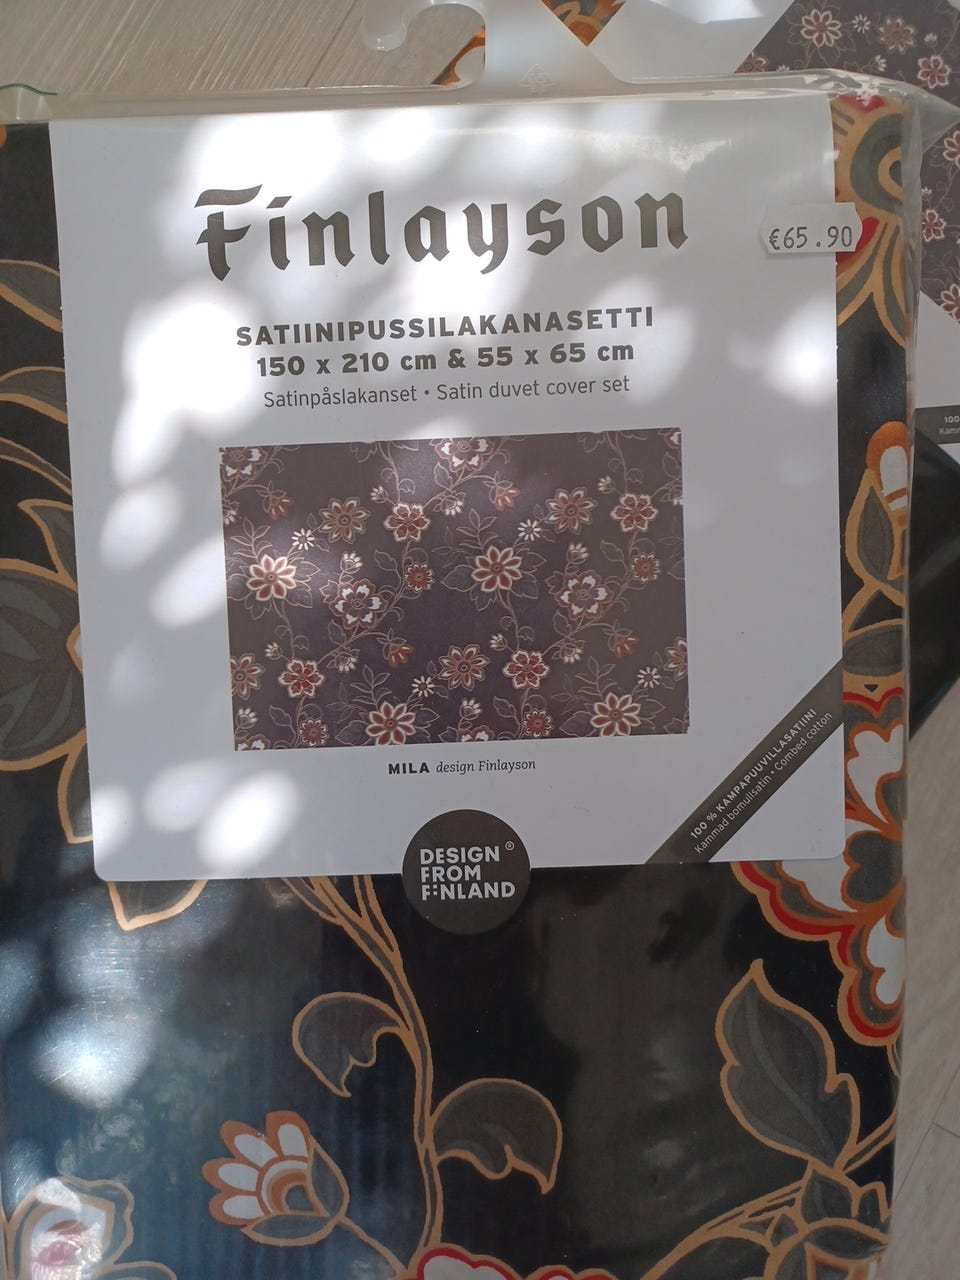 Finlayson
€65.90
SATIINIPUSSILAKANASETTI
150 x 210 cm & 55 x 65 cm
Satinpåslakanset • Satin duvet cover set
MILA design Finlayson
100 % KAMPAPUUVILLASATIINI
Kammad bomullsatin • Combed cotton
DESIGN ®
FROM
FINLAND
100